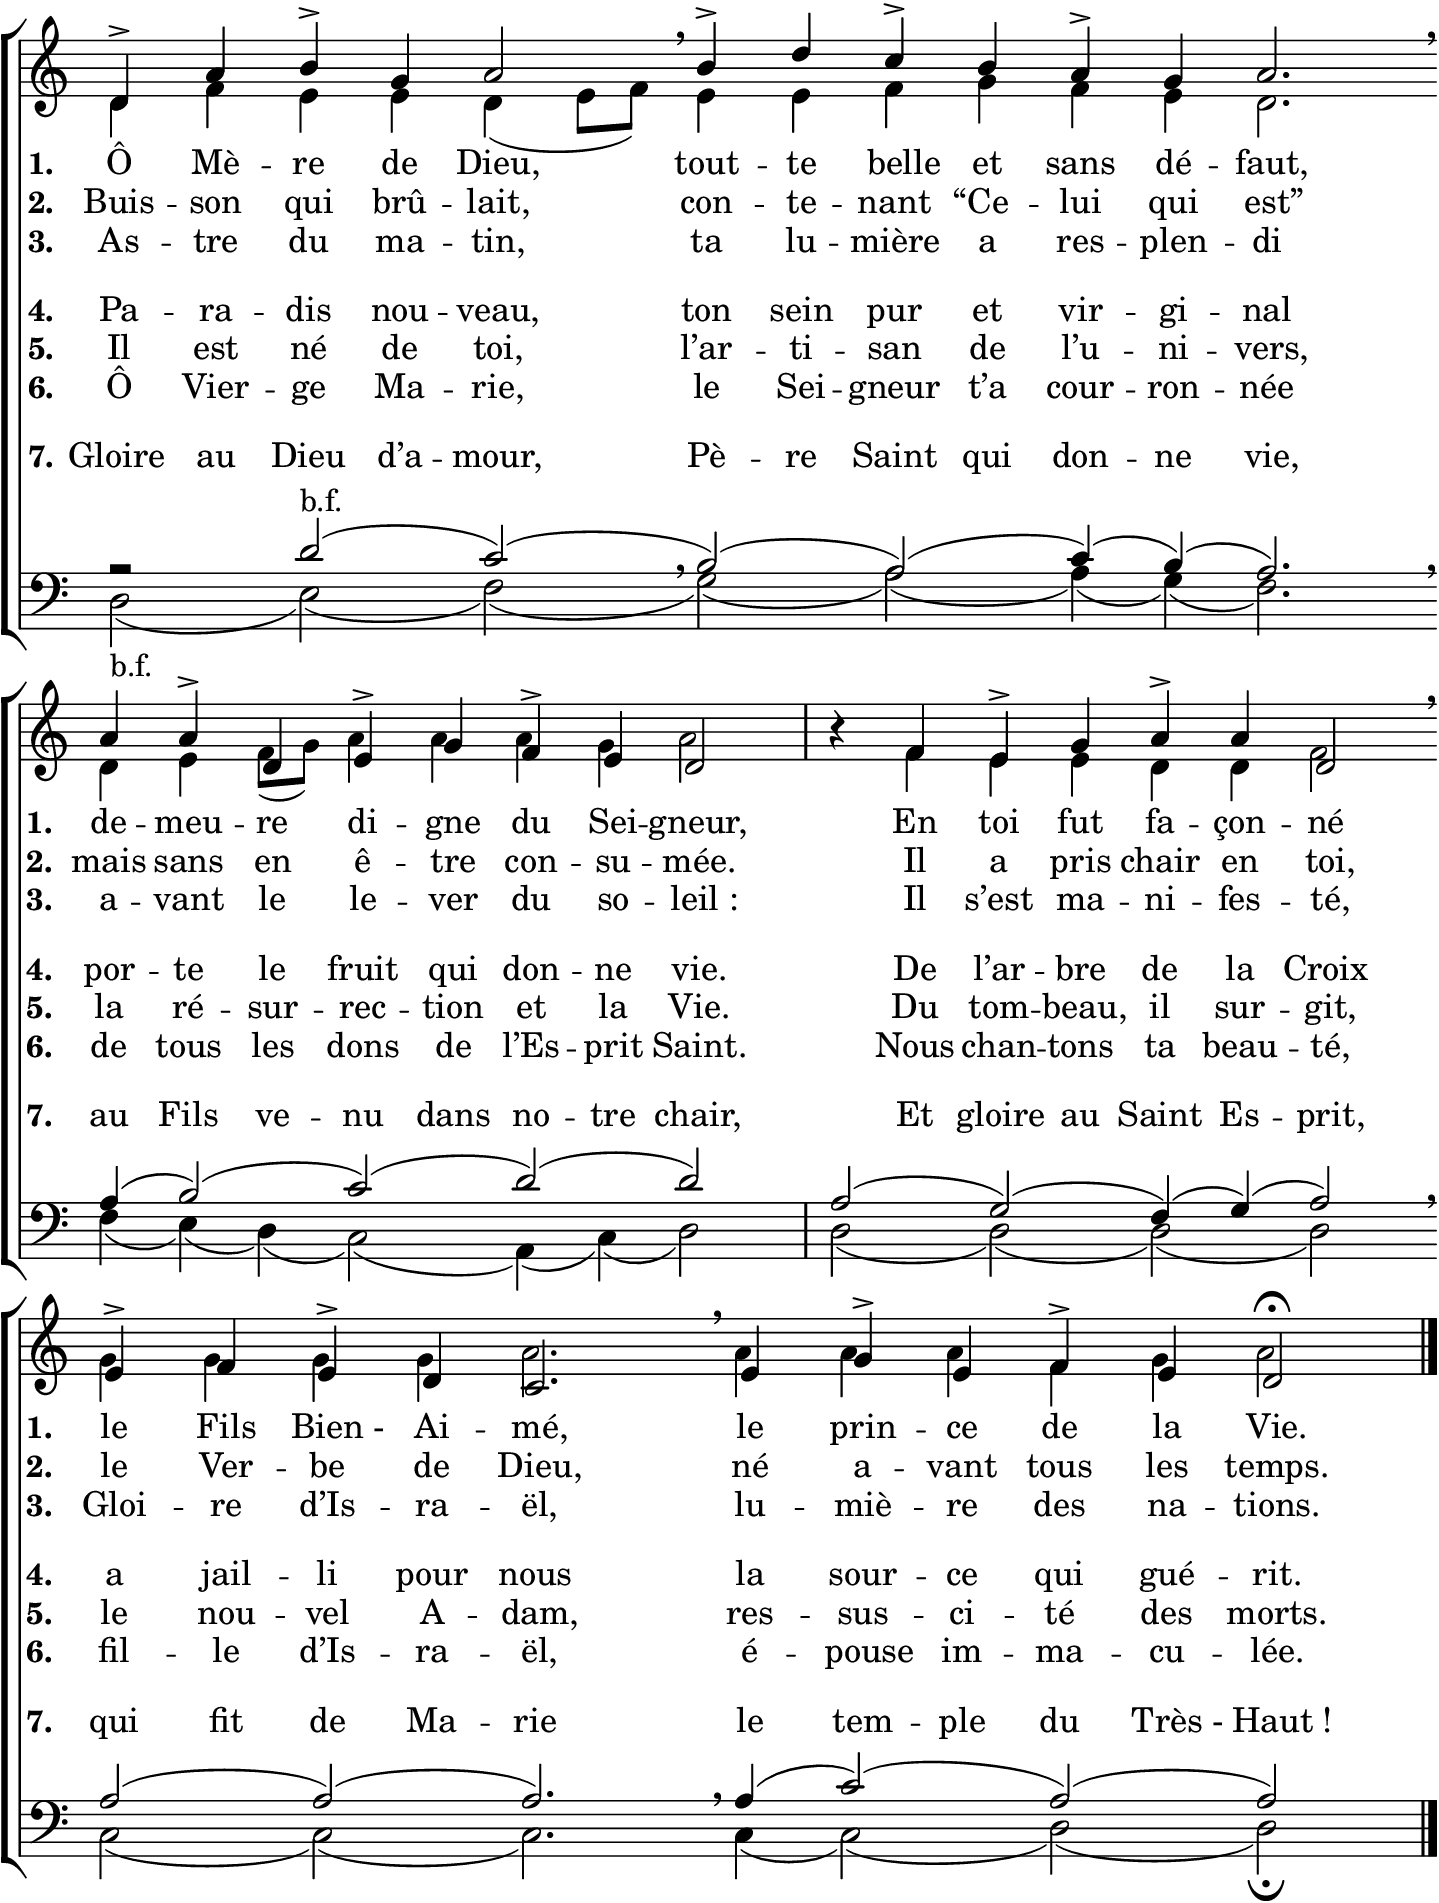 1. Ô Mè - re de Dieu, tout - te belle et sans dé - faut,
2. Buis - son qui brû - lait, con - te - nant “Ce - lui qui est”
3. As - tre du ma - tin, ta lu - mière a res - plen - di
4. Pa - ra - dis nou - veau, ton sein pur et vir - gi - nal
5. Il est né de toi, l’ar - ti - san de l’u - ni - vers,
6. Ô Vier - ge Ma - rie, le Sei - gneur t’a cour - ron - née
7. Gloire au Dieu d’a - mour, Pè - re Saint qui don - ne vie,
b.f.
b.f.
1. de - meu - re di - gne du Sei - gneur, En toi fut fa - çon - né
2. mais sans en ê - tre con - su - mée. Il a pris chair en toi,
3. a - vant le le - ver du so - leil : Il s’est ma - ni - fes - té,
4. por - te le fruit qui don - ne vie. De l’ar - bre de la Croix
5. la ré - sur - rec - tion et la Vie. Du tom - beau, il sur - git,
6. de tous les dons de l’Es - prit Saint. Nous chan - tons ta beau - té,
7. au Fils ve - nu dans no - tre chair, Et gloire au Saint Es - prit,
1. le Fils Bien - Ai - mé, le prin - ce de la Vie.
2. le Ver - be de Dieu, né a - vant tous les temps.
3. Gloi - re d’Is - ra - ël, lu - miè - re des na - tions.
4. a jail - li pour nous la sour - ce qui gué - rit.
5. le nou - vel A - dam, res - sus - ci - té des morts.
6. fil - le d’Is - ra - ël, é - pouse im - ma - cu - lée.
7. qui fit de Ma - rie le tem - ple du Très - Haut !